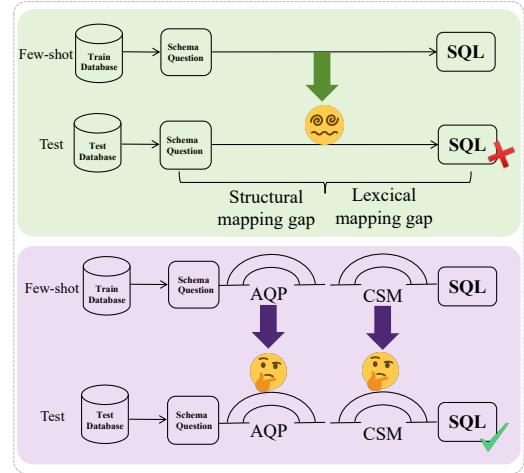 Few-shot
Train
Database
Schema
Question
SQL
Test
Test
Database
Schema
Question
SQL
Structural
mapping gap
Lexcical
mapping gap
Few-shot
Train
Database
Schema
Question
AQP
CSM
SQL
Test
Test
Database
Schema
Question
AQP
CSM
SQL